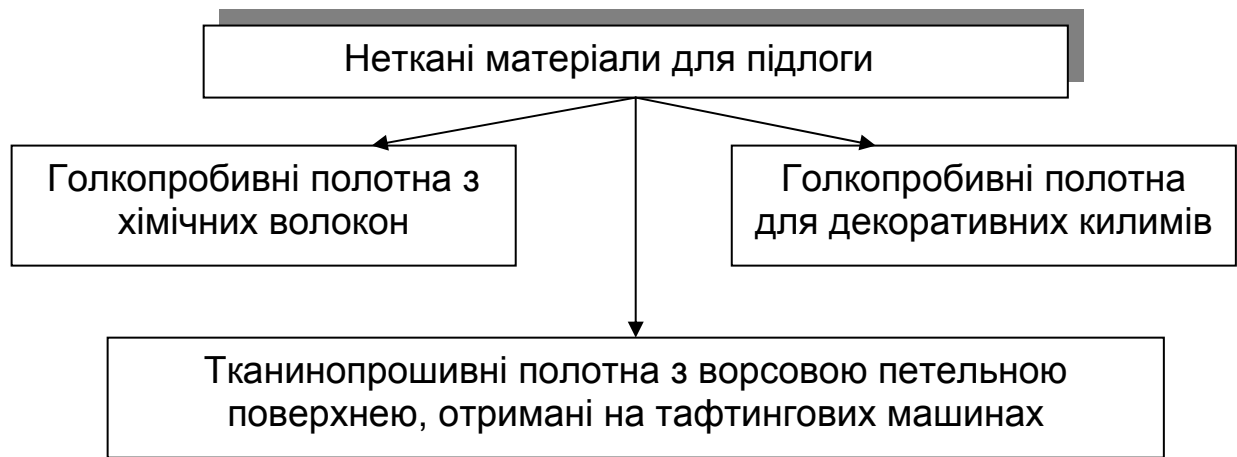 Неткані матеріали для підлоги
Голкопробивні полотна з
хімічних волокон
Голкопробивні полотна
для декоративних килимів
Тканинопрошивні полотна з ворсовою петельною
поверхнею, отримані на тафтингових машинах